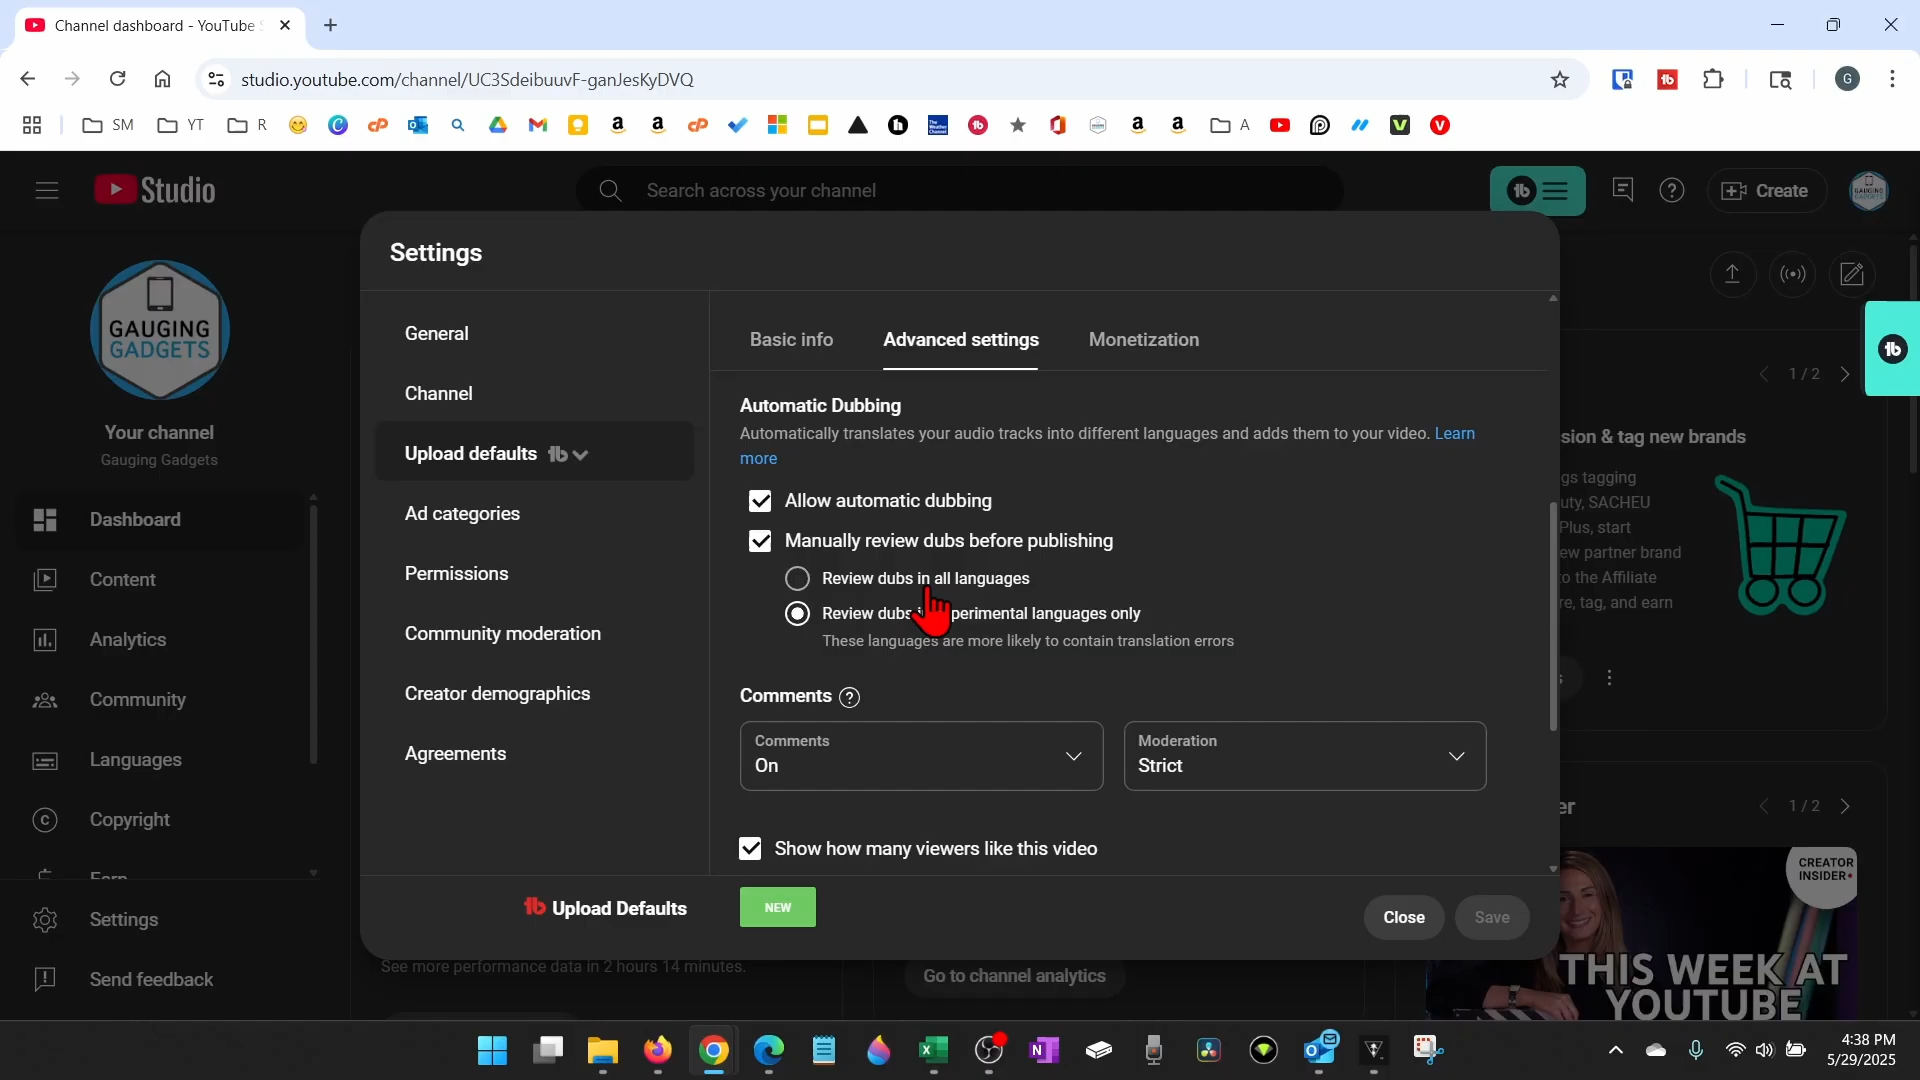 Channel dashboard - YouTube
studio.youtube.com/channel/UC3SdeibuuvF-ganJesKyDVQ
G
SM
YT
R
A
Studio
Search across your channel
Create
Settings
GAUGING
GADGETS
Your channel
Gauging Gadgets
Dashboard
Content
Analytics
Community
Languages
Copyright
Earn
Settings
Send feedback
General
Channel
Upload defaults
Ad categories
Permissions
Community moderation
Creator demographics
Agreements
Basic info
Advanced settings
Monetization
Automatic Dubbing
Automatically translates your audio tracks into different languages and adds them to your video. Learn
more
Allow automatic dubbing
Manually review dubs before publishing
Review dubs in all languages
Review dubs perimental languages only
These languages are more likely to contain translation errors
Comments
Comments
On
Moderation
Strict
Show how many viewers like this video
Upload Defaults
NEW
Close
Save
1 / 2
sion & tag new brands
gs tagging
uty, SACHEU
Plus, start
ew partner brand
o the Affiliate
re, tag, and earn
er
1 / 2
CREATOR
INSIDER
THIS WEEK AT
YOUTUBE
See more performance data in 2 hours 14 minutes.
Go to channel analytics
4:38 PM
5/29/2025